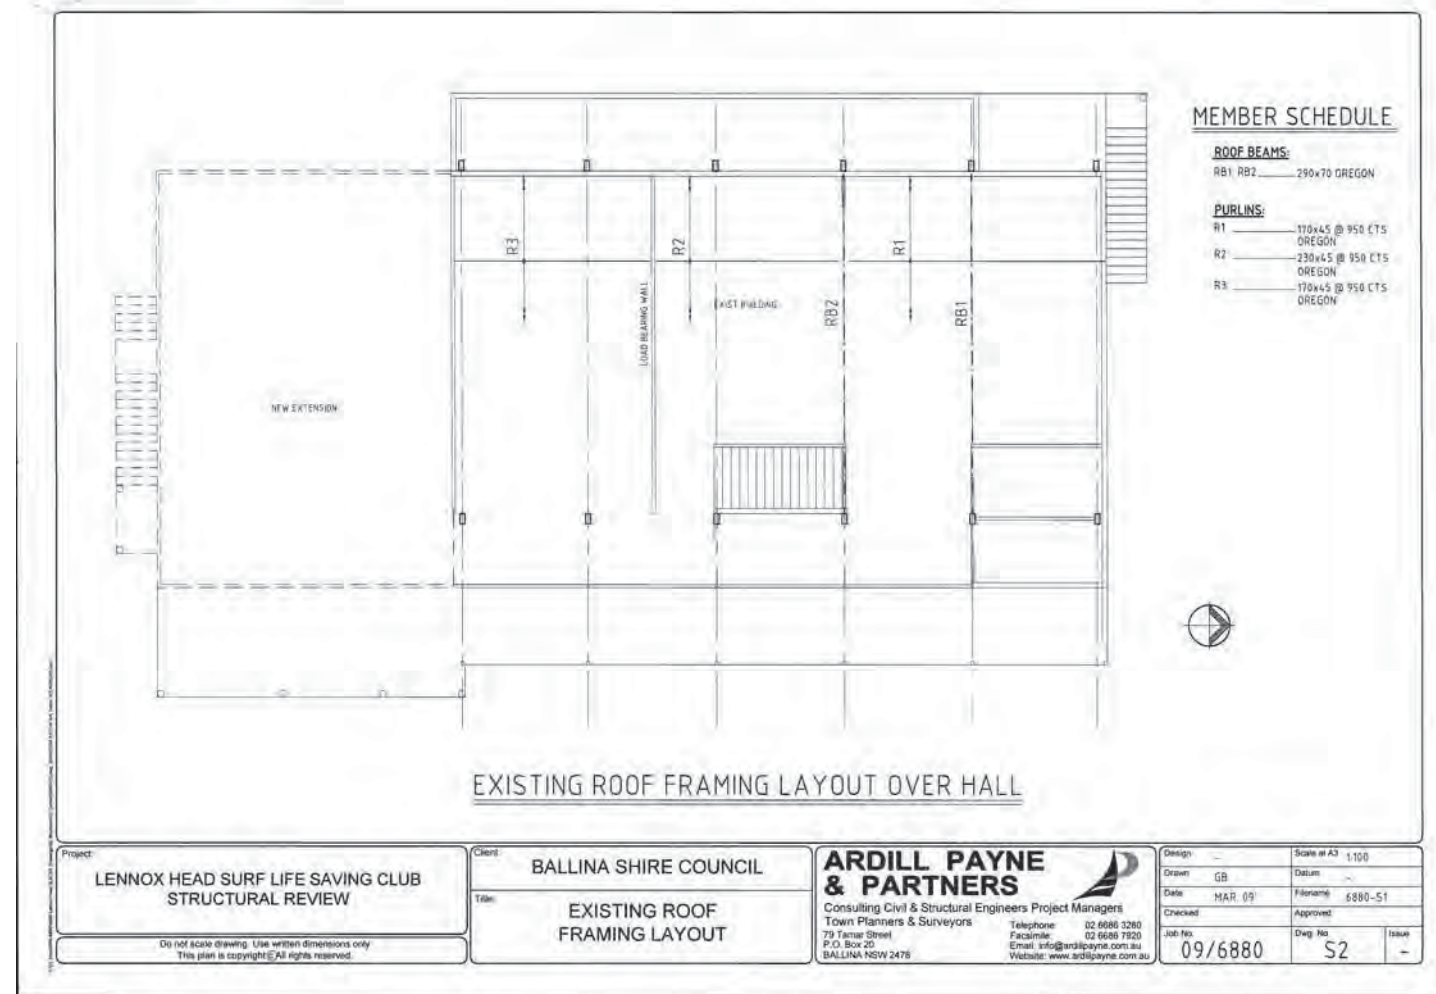 MEMBER SCHEDULE
ROOF BEAMS:
RB1 RB2 290x70 OREGON
PURLINS:
R1 170x45 @ 950 CTS
OREGON
R2 230x45 @ 950 CTS
OREGON
R3 170x45 @ 950 CTS
OREGON
R3
R2
R1
LOAD BEARING WALL
EXIST BUILDING
RB2
RB1
NEW EXTENSION
EXISTING ROOF FRAMING LAYOUT OVER HALL
Project:
LENNOX HEAD SURF LIFE SAVING CLUB
STRUCTURAL REVIEW
Do not scale drawing. Use written dimensions only
This plan is copyright © All rights reserved.
Client:
BALLINA SHIRE COUNCIL
Title:
EXISTING ROOF
FRAMING LAYOUT
ARDILL PAYNE
& PARTNERS
Consulting Civil & Structural Engineers Project Managers
Town Planners & Surveyors
79 Tamar Street
P.O. Box 20
BALLINA NSW 2478
Telephone: 02 6686 3280
Facsimile: 02 6686 7920
Email: info@ardillpayne.com.au
Website: www.ardillpayne.com.au
Design -
Scale at A3 1:100
Drawn GB
Datum -
Date MAR 09'
Filename 6880-S1
Checked
Approved
Job No. 09/6880
Dwg. No S2
Issue -